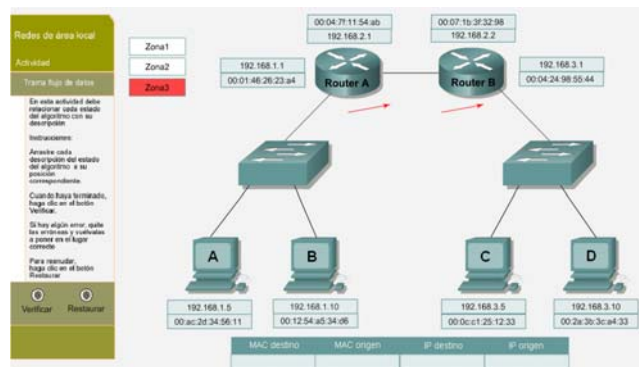 Redes de área local
Actividad
Trama flujo de datos
En esta actividad debe
relacionar cada estado
del algoritmo con su
descripción
Instrucciones:
Arrastre cada
descripción del estado
del algoritmo a su
posición
correspondiente.
Cuando haya terminado,
haga clic en el botón
Verificar.
Si hay algún error, quite
las erróneas y vuélvalas
a poner en el lugar
correcto
Para reanudar,
haga clic en el botón
Restaurar
Verificar Restaurar
Zona1
Zona2
Zona3
00:04:7f:11:54:ab
192.168.2.1
00:07:1b:3f:32:98
192.168.2.2
192.168.1.1
00:01:46:26:23:a4
Router A
Router B
192.168.3.1
00:04:24:98:55:44
A
B
C
D
192.168.1.5
00:ac:2d:34:56:11
192.168.1.10
00:12:54:a5:34:d6
192.168.3.5
00:0c:c1:25:12:33
192.168.3.10
00:2a:3b:3c:a4:33
MAC destino MAC origen IP destino IP origen